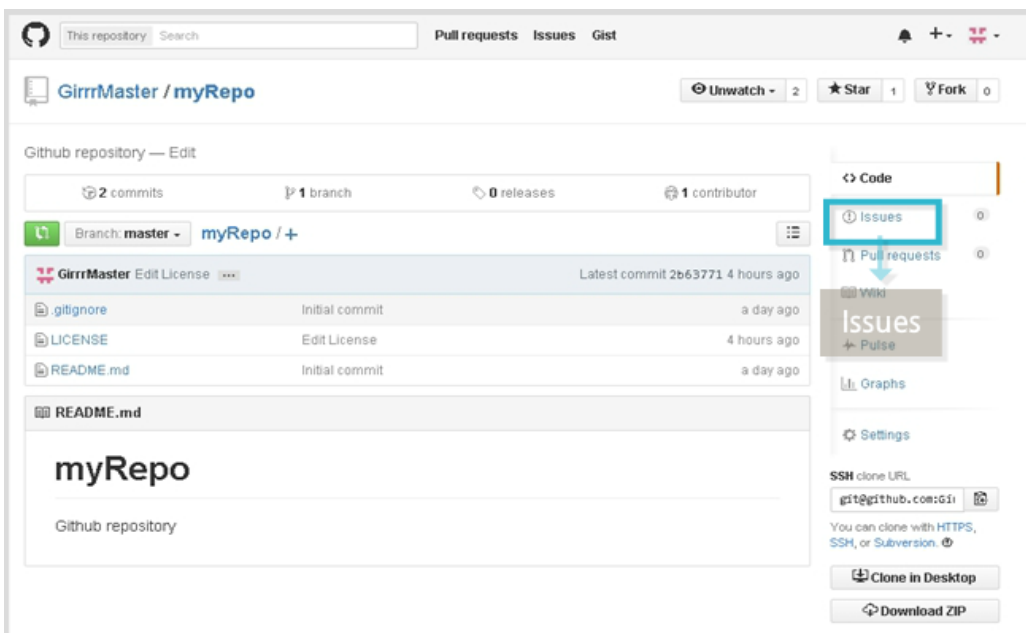 This repository Search Pull requests Issues Gist
GirrrMaster / myRepo Unwatch 2 Star 1 Fork 0
Github repository — Edit
2 commits 1 branch 0 releases 1 contributor
Branch: master myRepo / +
GirrrMaster Edit License ... Latest commit 2b63771 4 hours ago
.gitignore Initial commit a day ago
LICENSE Edit License 4 hours ago
README.md Initial commit a day ago
README.md
myRepo
Github repository
<> Code
Issues 0
Pull requests 0
Wiki
Issues
Pulse
Graphs
Settings
SSH clone URL
git@github.com:Gi
You can clone with HTTPS,
SSH, or Subversion.
Clone in Desktop
Download ZIP